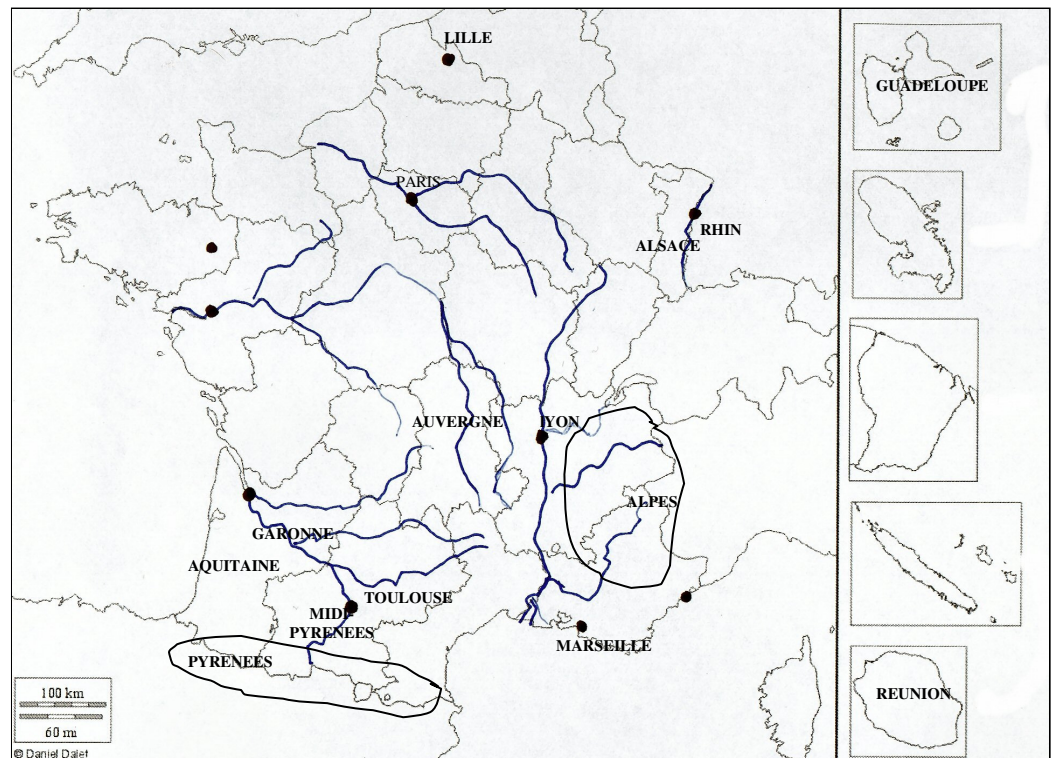 LILLE
GUADELOUPE
PARIS
RHIN
ALSACE
AUVERGNE
LYON
ALPES
GARONNE
AQUITAINE
TOULOUSE
MIDI
PYRENEES
MARSEILLE
PYRENEES
REUNION
100 km
60 mi
© Daniel Dalet